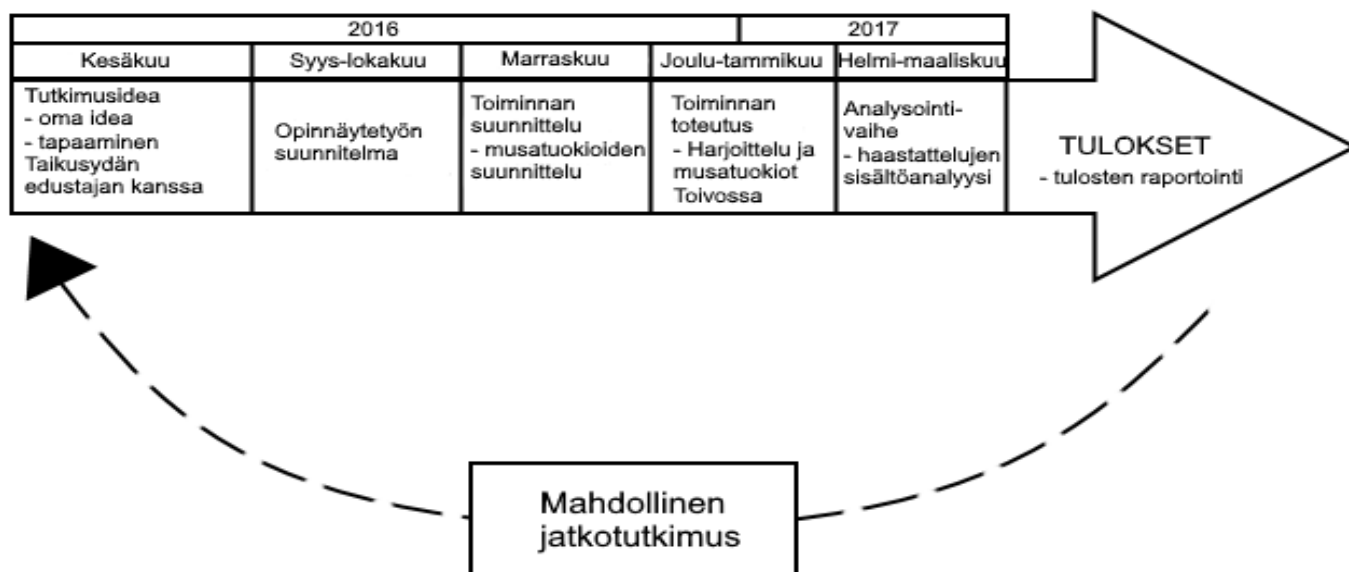 2016
2017
Kesäkuu
Syys-lokakuu
Marraskuu
Joulu-tammikuu
Helmi-maaliskuu
Tutkimusidea
- oma idea
- tapaaminen
Taikusydän
edustajan kanssa
Opinnäytetyön
suunnitelma
Toiminnan
suunnittelu
- musatuokioiden
suunnittelu
Toiminnan
toteutus
- Harjoittelu ja
musatuokiot
Toivossa
Analysointi-
vaihe
- haastattelujen
sisältöanalyysi
TULOKSET
- tulosten raportointi
Mahdollinen
jatkotutkimus